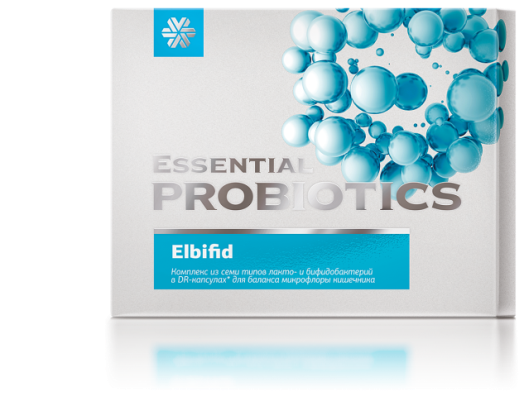 ESSENTIAL
PROBIOTICS
Elbifid
Комплекс из семи типов лакто- и бифидобактерий
в DR-капсулах* для баланса микрофлоры кишечника